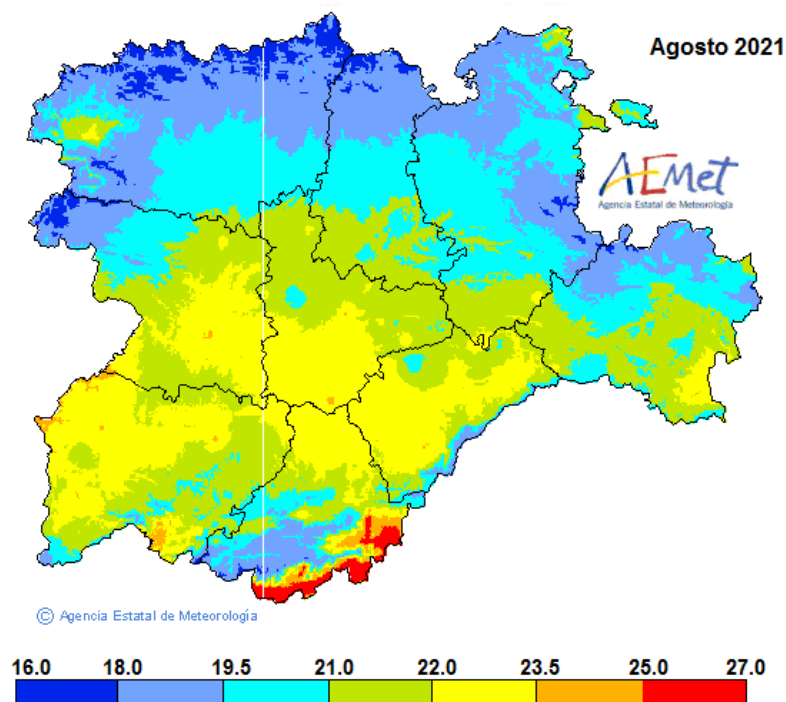 Agosto 2021
AEMet
Agencia Estatal de Meteorología
© Agencia Estatal de Meteorología
16.0 18.0 19.5 21.0 22.0 23.5 25.0 27.0